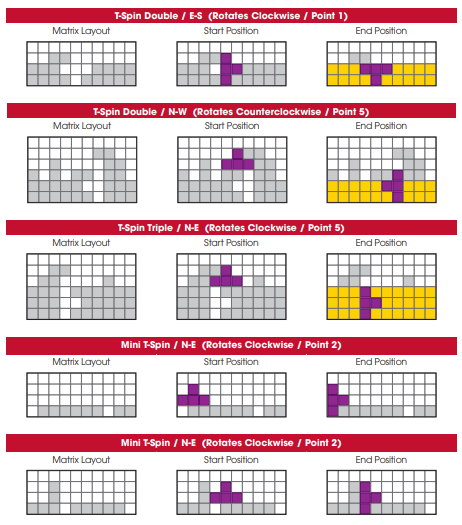 T-Spin Double / E-S (Rotates Clockwise / Point 1)
Matrix Layout Start Position End Position
T-Spin Double / N-W (Rotates Counterclockwise / Point 5)
Matrix Layout Start Position End Position
T-Spin Triple / N-E (Rotates Clockwise / Point 5)
Matrix Layout Start Position End Position
Mini T-Spin / N-E (Rotates Clockwise / Point 2)
Matrix Layout Start Position End Position
Mini T-Spin / N-E (Rotates Clockwise / Point 2)
Matrix Layout Start Position End Position